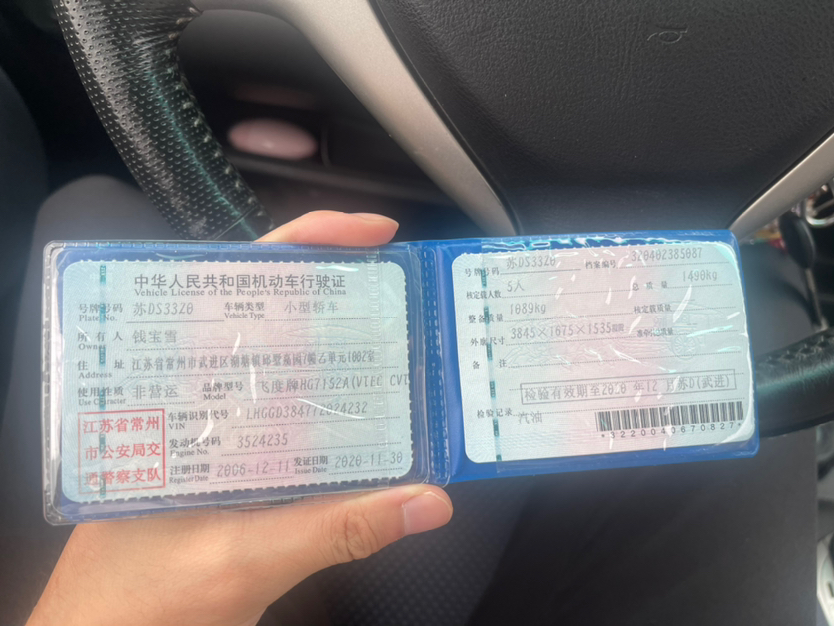 中华人民共和国机动车行驶证
Vehicle License of the People's Republic of China
号牌号码 苏DS33Z0 车辆类型 小型轿车
Plate No. Vehicle Type
所有人 钱宝雪
Owner
住址 江苏省常州市武进区
Address
使用性质 非营运 品牌型号 飞度牌HG7152A(VTEC CVT
Use Character Model
江苏省常州
市公安局交
通警察支队
车辆识别代号
VIN
发动机号码 3524235
Engine No.
注册日期 2006-12-11 发证日期 2020-11-30
Register Date Issue Date
号牌号码 苏DS33Z0 档案编号 320402385087
核定载人数 5人 总质量 1490kg
整备质量 1089kg 核定载质量
外廓尺寸 3845×1675×1535mm 准牵引总质量
备注
检验有效期至 年12月苏D(武进)
检验记录 汽油
*3220040670827*